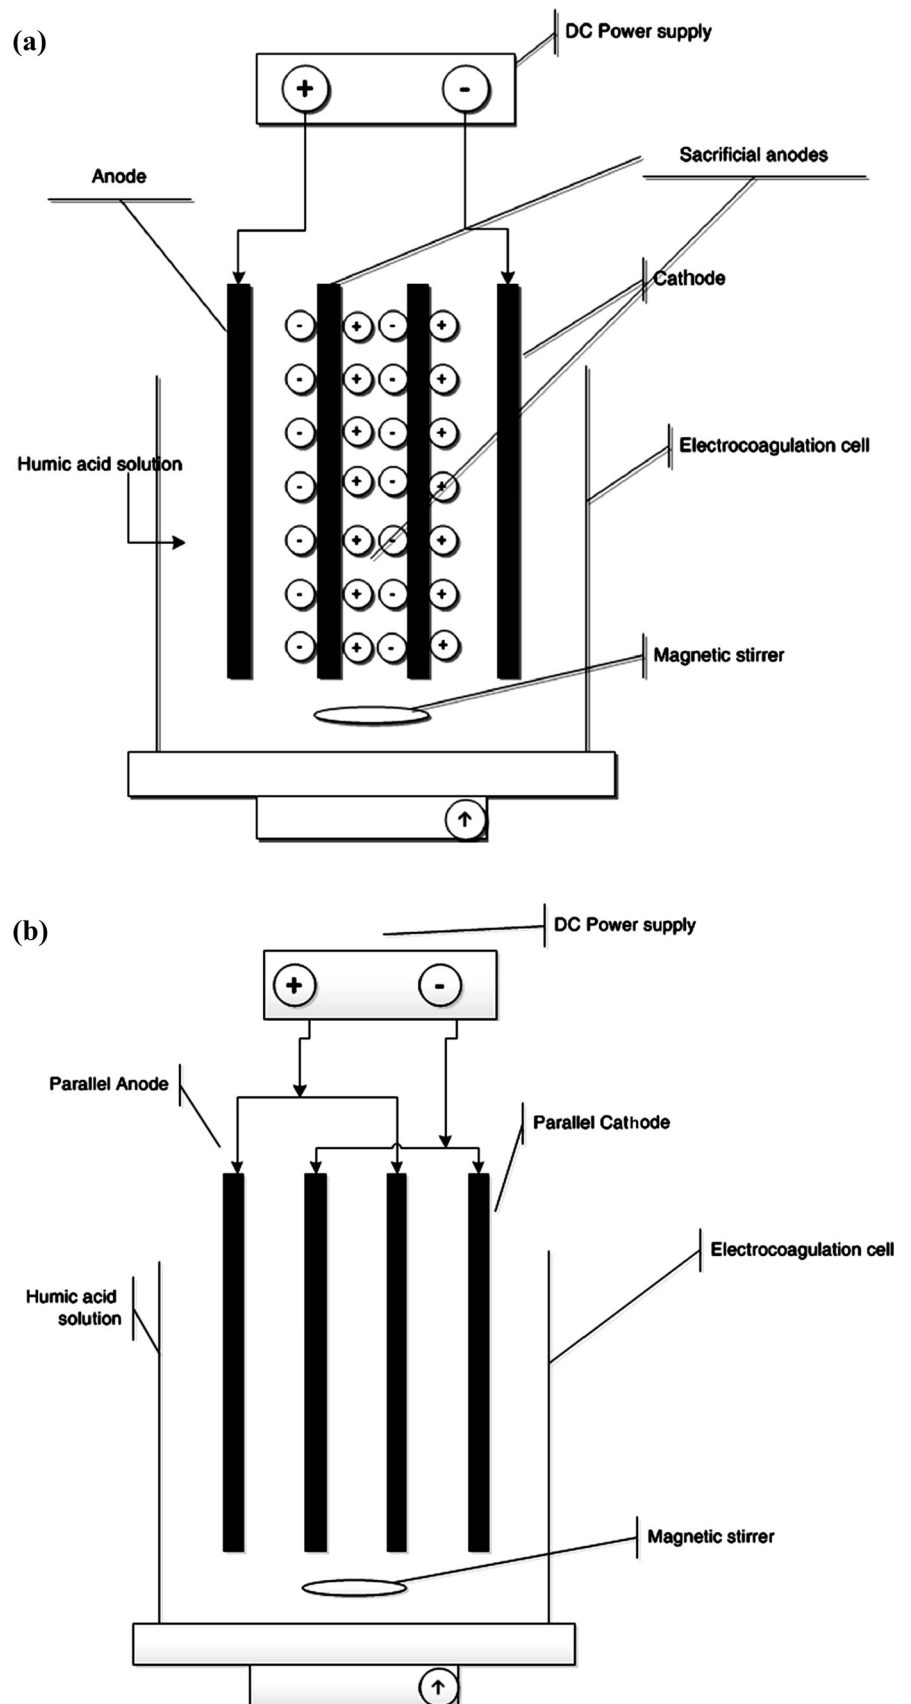 (a)
DC Power supply
+ -
Sacrificial anodes
Anode
Cathode
- + - +
- + - +
- + - +
- + - +
- + - +
- + - +
- + - +
Electrocoagulation cell
Humic acid solution
Magnetic stirrer
(b)
DC Power supply
+ -
Parallel Anode
Parallel Cathode
Electrocoagulation cell
Humic acid
solution
Magnetic stirrer